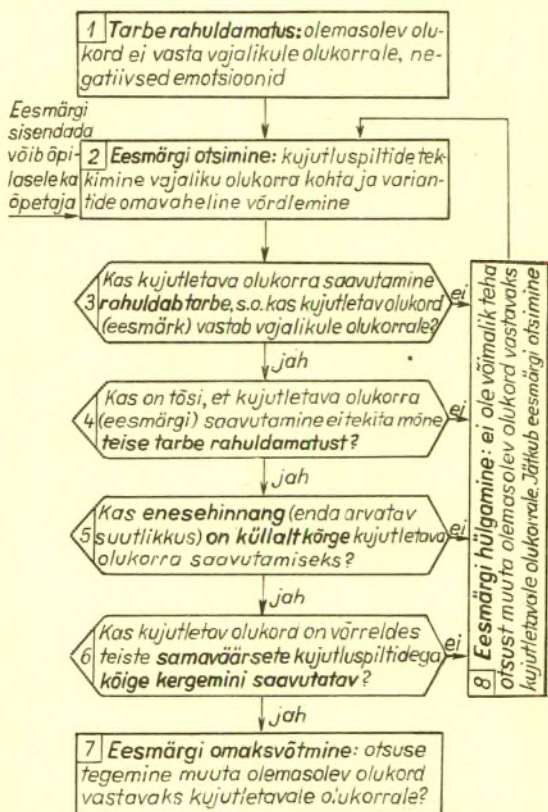 1 Tarbe rahuldamatus: olemasolev olu-
kord ei vasta vajalikule olukorrale, ne-
gatiivsed emotsioonid
Eesmärgi
sisendada
võib õpi-
lasele ka
õpetaja
2 Eesmärgi otsimine: kujutluspiltide tek-
kimine vajaliku olukorra kohta ja varian-
tide omavaheline võrdlemine
3 Kas kujutletava olukorra saavutamine
rahuldab tarbe, s.o. kas kujutletav olukord
(eesmärk) vastab vajalikule olukorrale?
ei
jah
4 Kas on tõsi, et kujutletava olukorra
(eesmärgi) saavutamine ei tekita mõne
teise tarbe rahuldamatust?
ei
jah
5 Kas enesehinnang (enda arvatav
suutlikkus) on küllalt kõrge kujutletava
olukorra saavutamiseks?
ei
jah
6 Kas kujutletav olukord on võrreldes
teiste samaväärsete kujutluspiltidega
kõige kergemini saavutatav?
ei
jah
7 Eesmärgi omaksvõtmine: otsuse
tegemine muuta olemasolev olukord
vastavaks kujutletavale olukorrale?
8 Eesmärgi hülgamine: ei ole võimalik teha
otsust muuta olemasolev olukord vastavaks
kujutletavale olukorrale. Jätkub eesmärgi otsimine